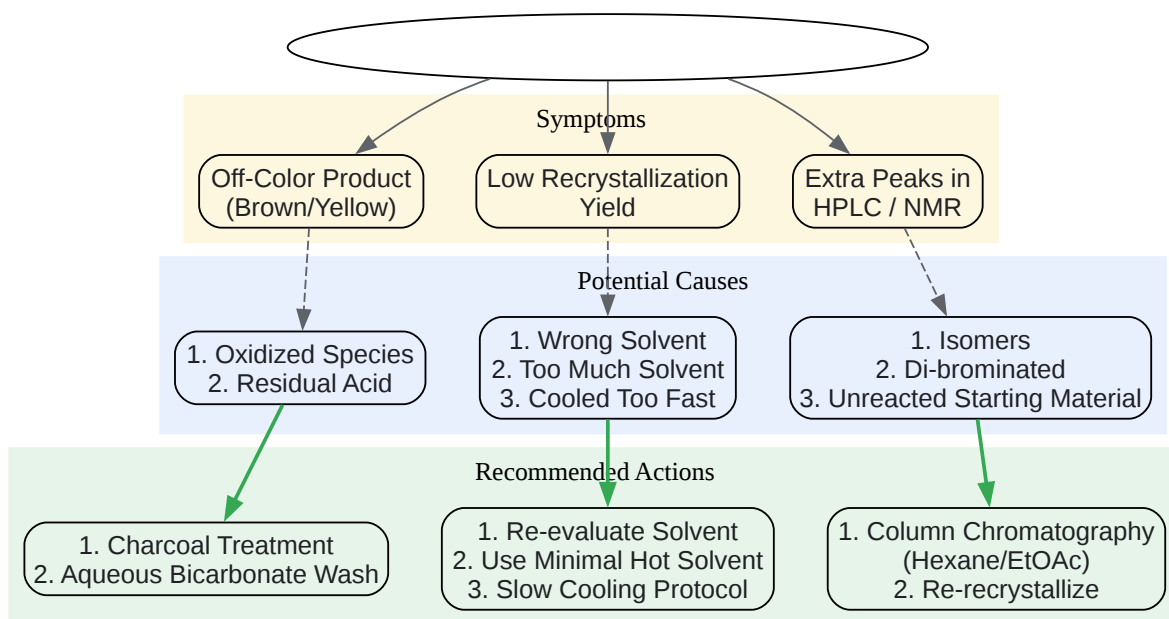 Symptoms
Off-Color Product
(Brown/Yellow)
Low Recrystallization
Yield
Extra Peaks in
HPLC / NMR
Potential Causes
1. Oxidized Species
2. Residual Acid
1. Wrong Solvent
2. Too Much Solvent
3. Cooled Too Fast
1. Isomers
2. Di-brominated
3. Unreacted Starting Material
Recommended Actions
1. Charcoal Treatment
2. Aqueous Bicarbonate Wash
1. Re-evaluate Solvent
2. Use Minimal Hot Solvent
3. Slow Cooling Protocol
1. Column Chromatography
(Hexane/EtOAc)
2. Re-recrystallize